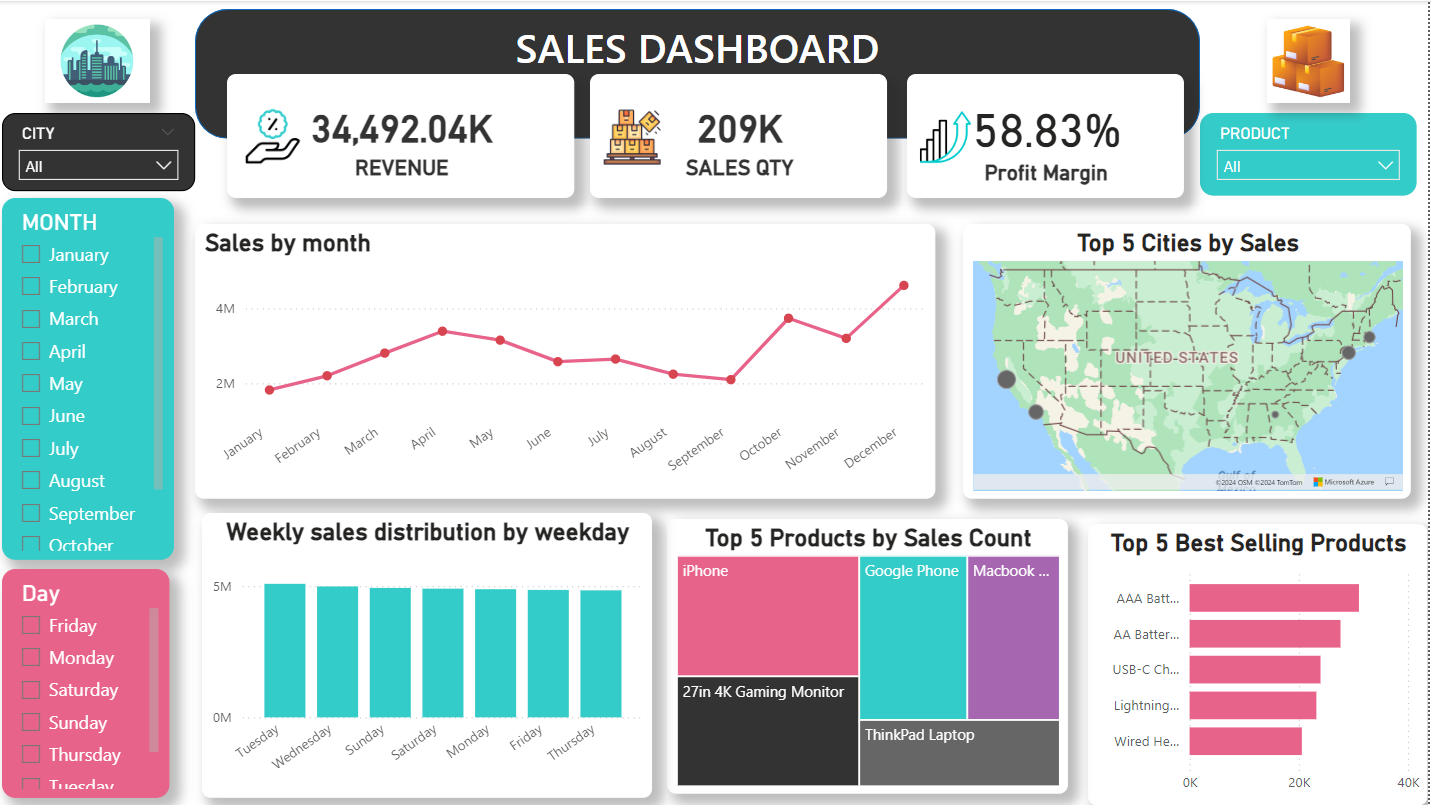 SALES DASHBOARD
34,492.04K
REVENUE
209K
SALES QTY
58.83%
Profit Margin
CITY
All
PRODUCT
All
MONTH
January
February
March
April
May
June
July
August
September
October
Day
Friday
Monday
Saturday
Sunday
Thursday
Tuesday
Sales by month
4M
2M
January
February
March
April
May
June
July
August
September
October
November
December
Top 5 Cities by Sales
UNITED STATES
Gulf of
©2024 OSM ©2024 TomTom
Microsoft Azure
Weekly sales distribution by weekday
5M
0M
Tuesday
Wednesday
Sunday
Saturday
Monday
Friday
Thursday
Top 5 Products by Sales Count
iPhone
Google Phone
Macbook ...
27in 4K Gaming Monitor
ThinkPad Laptop
Top 5 Best Selling Products
AAA Batt...
AA Batter...
USB-C Ch...
Lightning...
Wired He...
0K
20K
40K